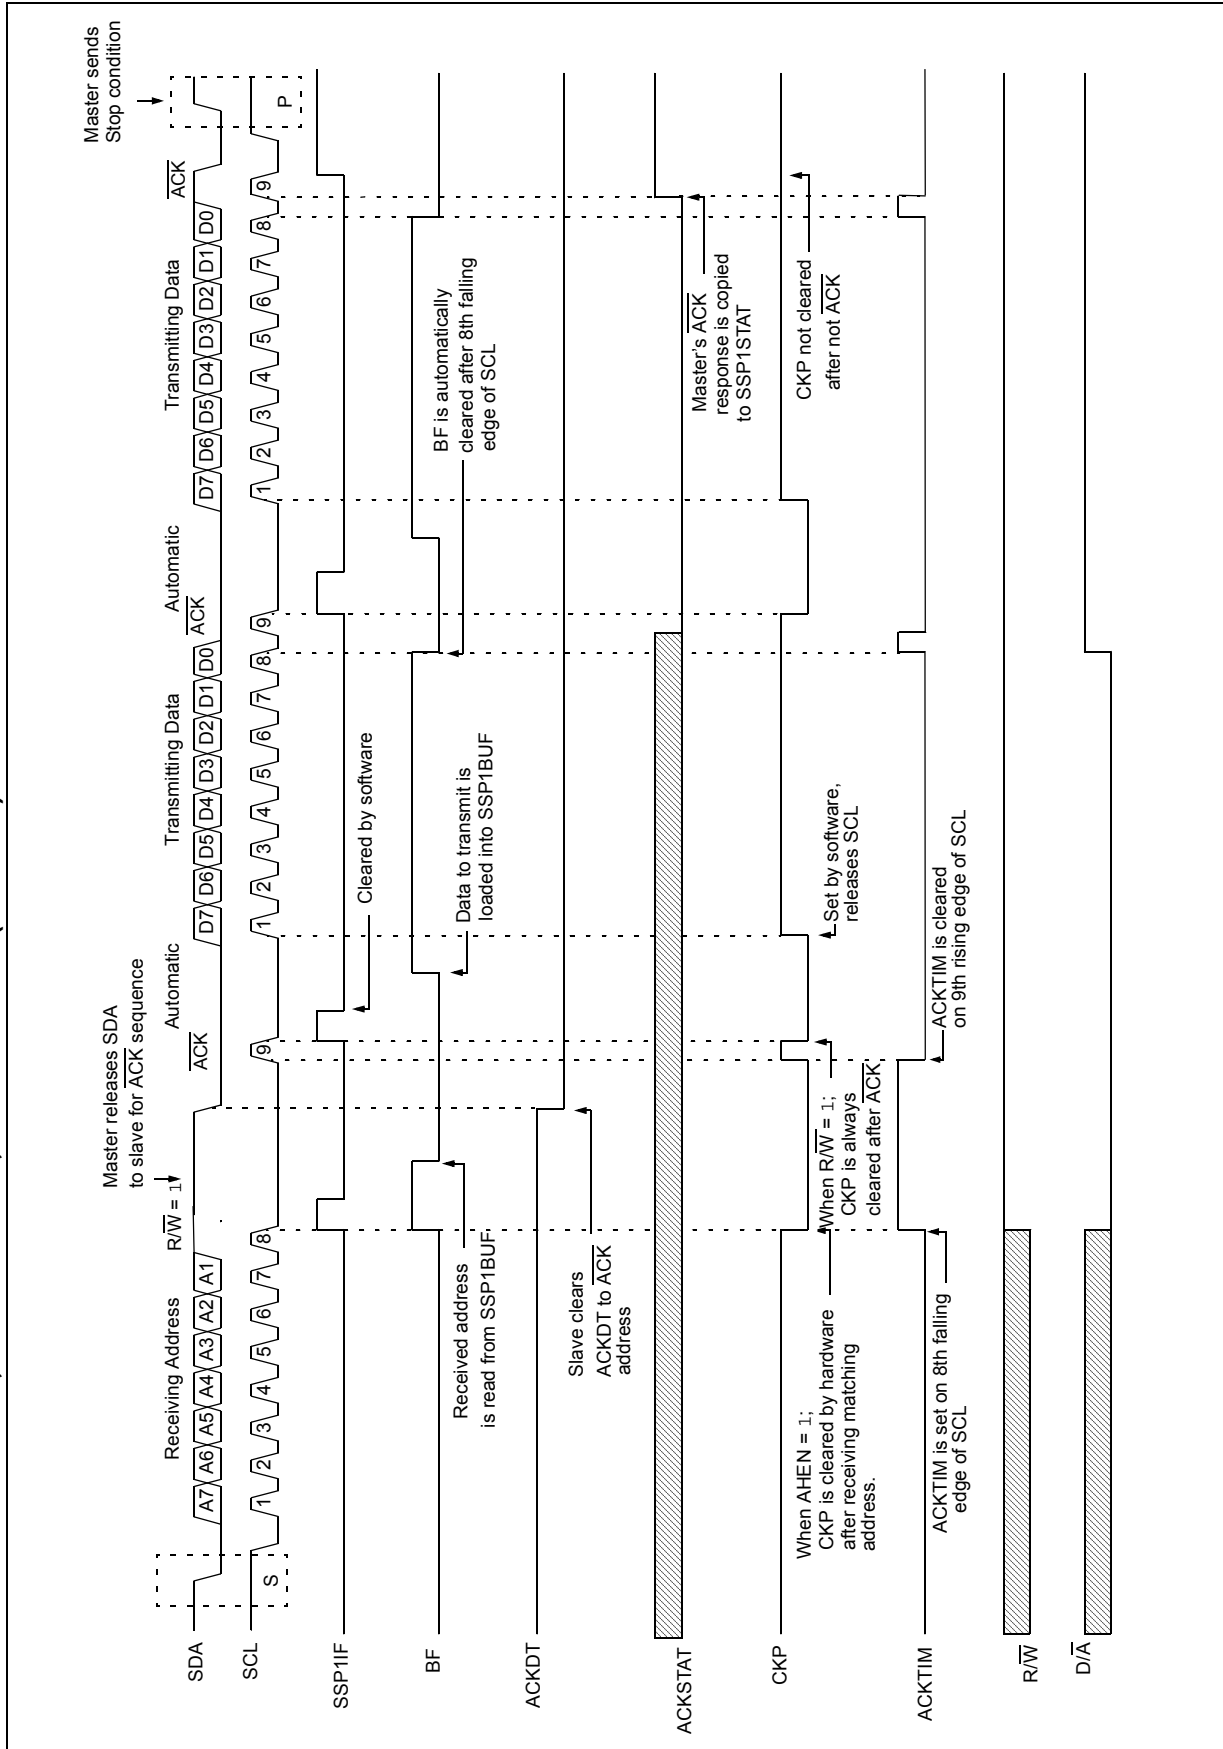 Master sends
Stop condition
Master releases SDA
to slave for ACK sequence
Receiving Address
R/W = 1
Automatic
ACK
Transmitting Data
Automatic
ACK
Transmitting Data
ACK
SDA
A7 A6 A5 A4 A3 A2 A1
D7 D6 D5 D4 D3 D2 D1 D0
D7 D6 D5 D4 D3 D2 D1 D0
SCL
S
1 2 3 4 5 6 7 8 9
1 2 3 4 5 6 7 8 9
1 2 3 4 5 6 7 8 9
P
SSP1IF
Cleared by software
BF
Received address
is read from SSP1BUF
Data to transmit is
loaded into SSP1BUF
BF is automatically
cleared after 8th falling
edge of SCL
ACKDT
Slave clears
ACKDT to ACK
address
ACKSTAT
Master's ACK
response is copied
to SSP1STAT
CKP
When AHEN = 1;
CKP is cleared by hardware
after receiving matching
address.
When R/W = 1;
CKP is always
cleared after ACK
Set by software,
releases SCL
CKP not cleared
after not ACK
ACKTIM
ACKTIM is set on 8th falling
edge of SCL
ACKTIM is cleared
on 9th rising edge of SCL
R/W
D/A